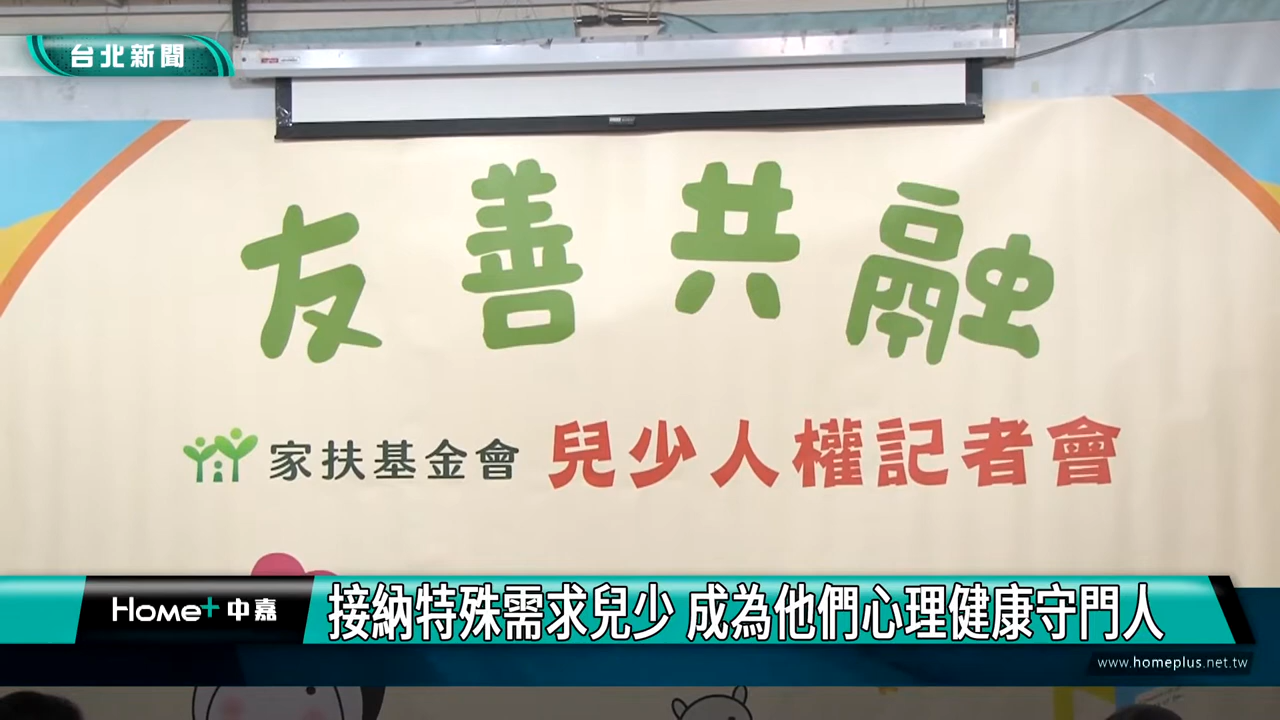 台北新聞
友善共融
家扶基金會 兒少人權記者會
Home+中嘉
接納特殊需求兒少 成為他們心理健康守門人
www.homeplus.net.tw